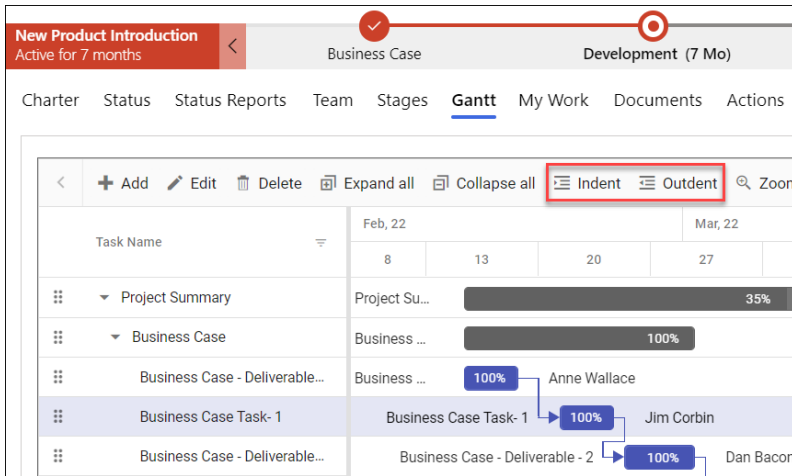 New Product Introduction
Active for 7 months
Business Case
Development (7 Mo)
Charter Status Status Reports Team Stages Gantt My Work Documents Actions
Add Edit Delete Expand all Collapse all Indent Outdent Zoom
Task Name
Feb, 22 Mar, 22
8 13 20 27
Project Summary Project Su... 35%
Business Case Business ... 100%
Business Case - Deliverable... Business ... 100% Anne Wallace
Business Case Task- 1 Business Case Task- 1 100% Jim Corbin
Business Case - Deliverable... Business Case - Deliverable - 2 100% Dan Bacon